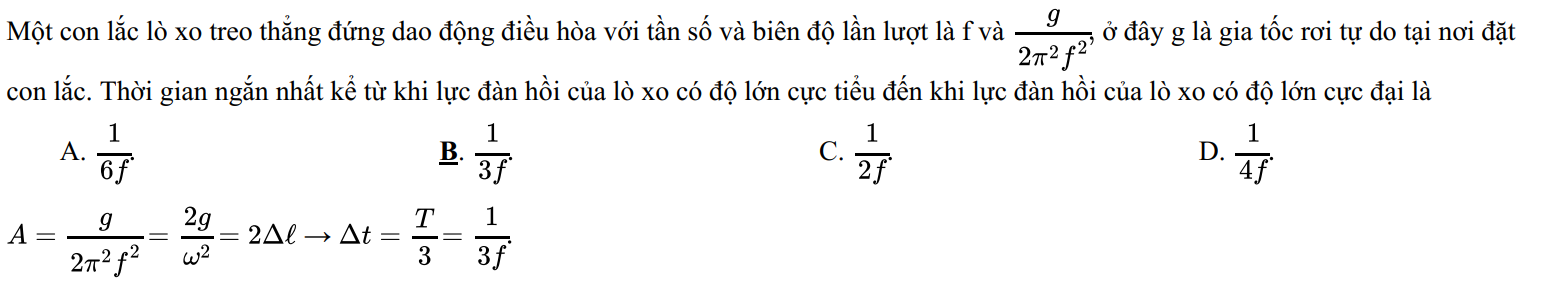 Một con lắc lò xo treo thẳng đứng dao động điều hòa với tần số và biên độ lần lượt là f và $\frac{g}{2\pi^2 f^2}$, ở đây g là gia tốc rơi tự do tại nơi đặt
con lắc. Thời gian ngắn nhất kể từ khi lực đàn hồi của lò xo có độ lớn cực tiểu đến khi lực đàn hồi của lò xo có độ lớn cực đại là
A. $\frac{1}{6f}$. B. $\frac{1}{3f}$. C. $\frac{1}{2f}$. D. $\frac{1}{4f}$.
$A = \frac{g}{2\pi^2 f^2} = \frac{2g}{\omega^2} = 2\Delta\ell \rightarrow \Delta t = \frac{T}{3} = \frac{1}{3f}$.